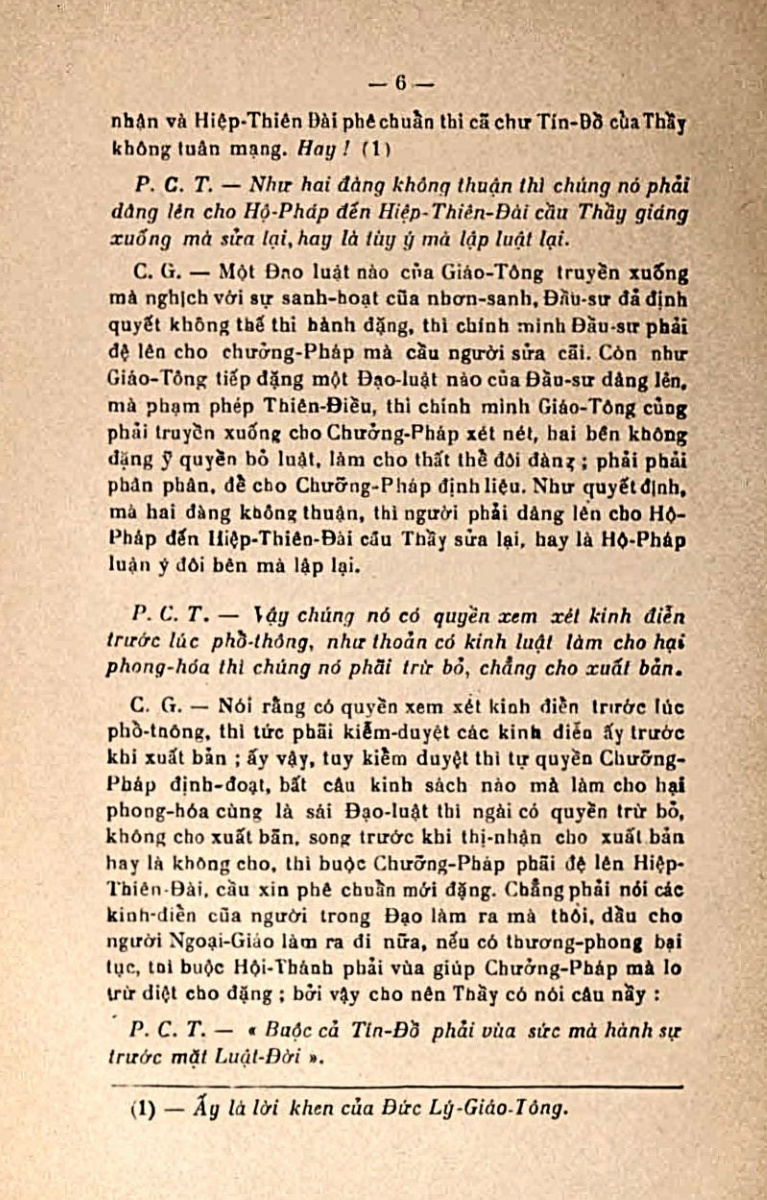 — 6 —
nhận và Hiệp-Thiên Đài phê chuẩn thi cã chư Tín-Đồ của Thầy
không tuân mạng. Hay ! (1)
P. C. T. — Như hai đàng không thuận thì chúng nó phải
dâng lên cho Hộ-Pháp đến Hiệp-Thiên-Đài cầu Thầy giáng
xuống mà sửa lại, hay là tùy ý mà lập luật lại.
C. G. — Một Đạo luật nào của Giáo-Tông truyền xuống
mà nghịch với sự sanh-hoạt cũa nhơn-sanh, Đầu-sư đả định
quyết không thể thi hành đặng, thì chính mình Đầu-sư phải
đệ lên cho chưởng-Pháp mà cầu người sửa cãi. Còn như
Giáo-Tông tiếp đặng một Đạo-luật nào của Đầu-sư dâng lên,
mà phạm phép Thiên-Điều, thì chính mình Giáo-Tông củng
phải truyền xuống cho Chưởng-Pháp xét nét, hai bên không
đặng ỹ quyền bỏ luật, làm cho thất thể đôi đàng ; phải phải
phân phân, để cho Chưỡng-Pháp định liệu. Như quyết định,
mà hai đàng không thuận, thì người phải dâng lên cho Hộ-
Pháp đến Hiệp-Thiên-Đài cầu Thầy sửa lại, hay là Hộ-Pháp
luận ý đôi bên mà lập lại.
P. C. T. — Vậy chúng nó có quyền xem xét kinh điển
trước lúc phổ-thông, như thoản có kinh luật làm cho hại
phong-hóa thì chúng nó phãi trừ bỏ, chẳng cho xuất bản.
C. G. — Nói rằng có quyền xem xét kinh điển trước lúc
phổ-thông, thì tức phãi kiểm-duyệt các kinh điển ấy trước
khi xuất bản ; ấy vậy, tuy kiểm duyệt thì tự quyền Chưỡng-
Pháp định-đoạt, bất câu kinh sách nào mà làm cho hại
phong-hóa cùng là sái Đạo-luật thì ngài có quyền trừ bỏ,
không cho xuất bãn, song trước khi thị-nhận cho xuất bản
hay là không cho, thì buộc Chưỡng-Pháp phãi đệ lên Hiệp-
Thiên-Đài, cầu xin phê chuẩn mới đặng. Chẳng phải nói các
kinh-điển cũa người trong Đạo làm ra mà thôi, dầu cho
người Ngoại-Giáo làm ra đi nữa, nếu có thương-phong bại
tục, thì buộc Hội-Thánh phải vùa giúp Chưởng-Pháp mà lo
trừ diệt cho đặng ; bởi vậy cho nên Thầy có nói câu nầy :
P. C. T. — « Buộc cả Tín-Đồ phải vùa sức mà hành sự
trước mặt Luật-Đời ».
(1) — Ấy là lời khen của Đức Lý-Giáo-Tông.